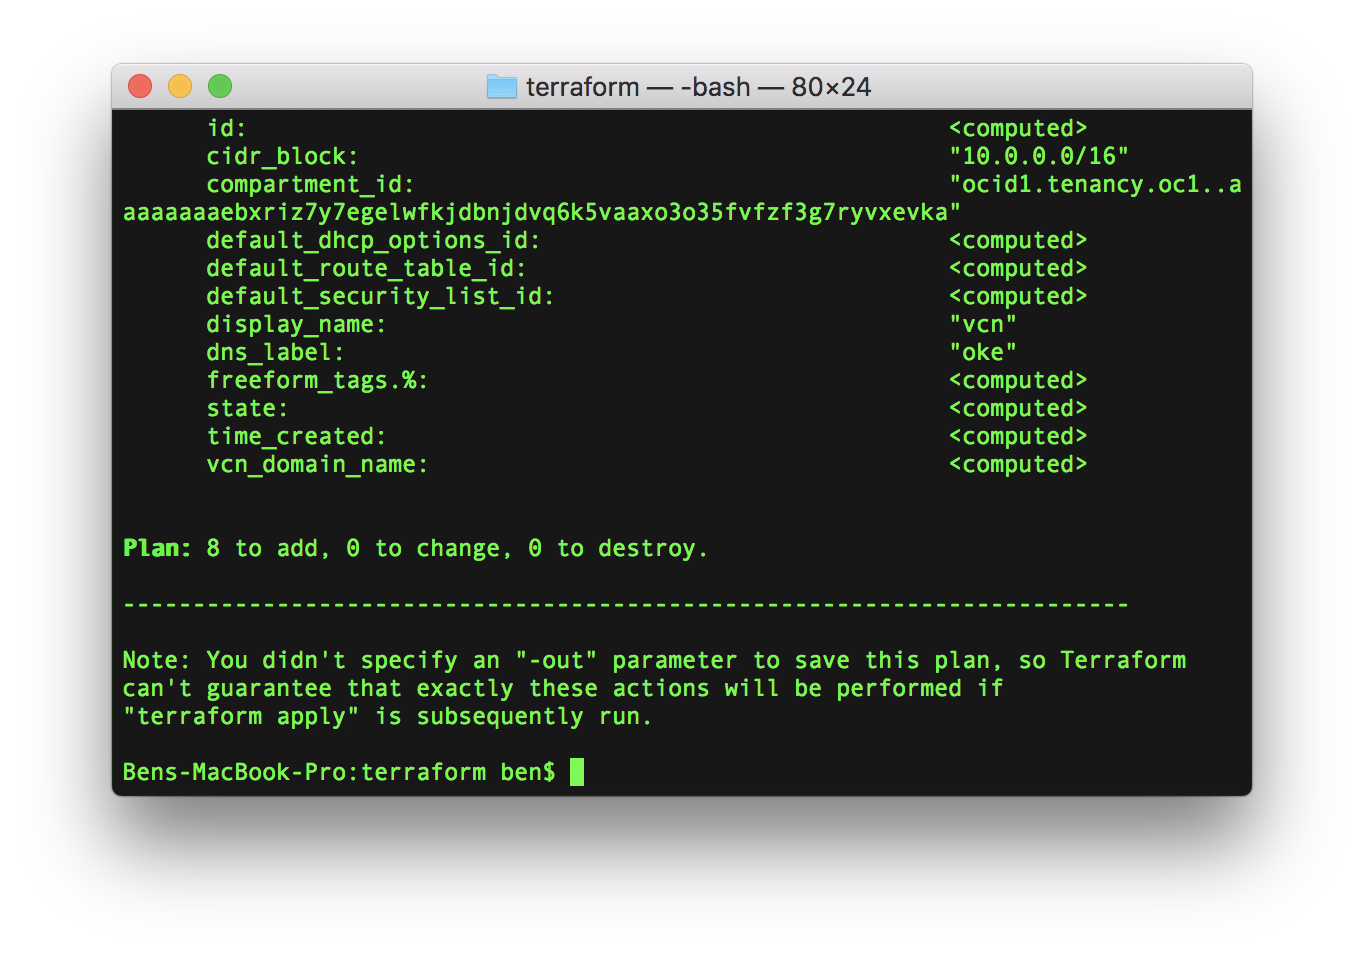 terraform — -bash — 80×24
id: <computed>
cidr_block: "10.0.0.0/16"
compartment_id: "ocid1.tenancy.oc1..a
aaaaaaaebxriz7y7egelwfkjdbnjdvq6k5vaaxo3o35fvfzf3g7ryvxevka"
default_dhcp_options_id: <computed>
default_route_table_id: <computed>
default_security_list_id: <computed>
display_name: "vcn"
dns_label: "oke"
freeform_tags.%: <computed>
state: <computed>
time_created: <computed>
vcn_domain_name: <computed>
Plan: 8 to add, 0 to change, 0 to destroy.
------------------------------------------------------------------------
Note: You didn't specify an "-out" parameter to save this plan, so Terraform
can't guarantee that exactly these actions will be performed if
"terraform apply" is subsequently run.
Bens-MacBook-Pro:terraform ben$